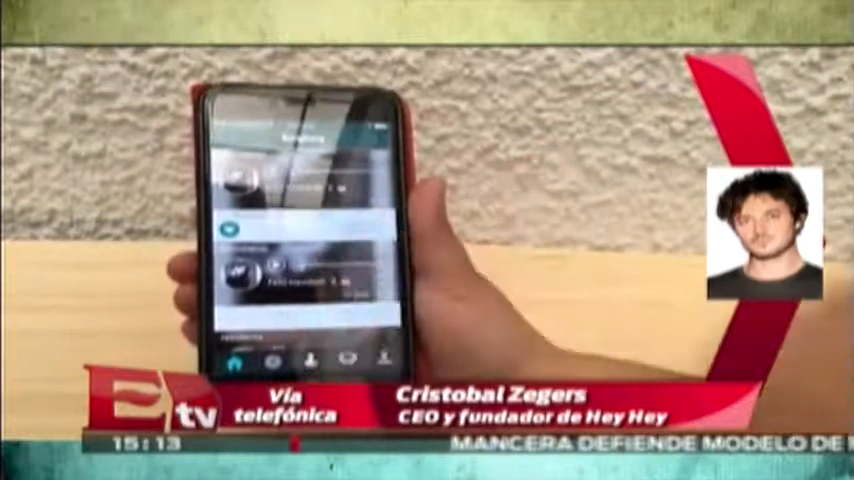 E
tv
Vía
telefónica
Cristobal Zegers
CEO y fundador de Hey Hey
15:13
MANCERA DEFIENDE MODELO DE